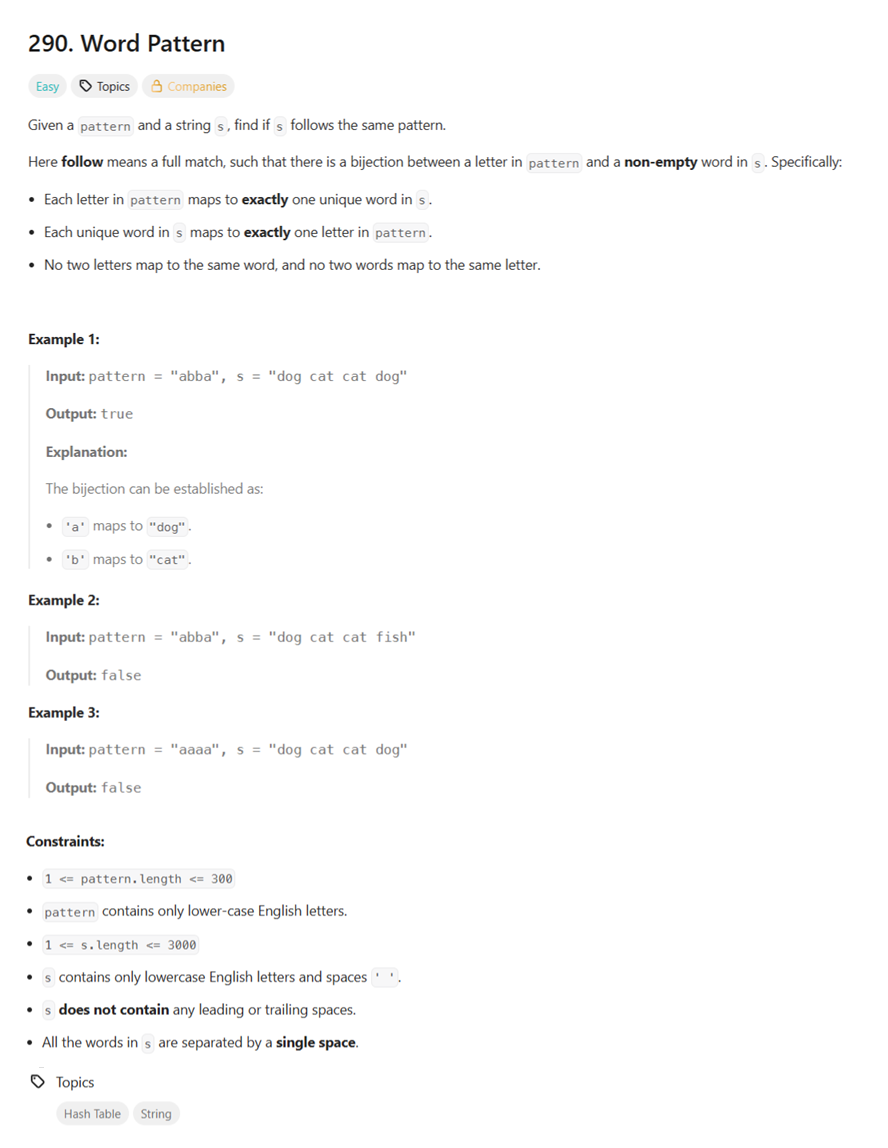 290. Word Pattern
Easy Topics Companies
Given a pattern and a string s, find if s follows the same pattern.
Here follow means a full match, such that there is a bijection between a letter in pattern and a non-empty word in s. Specifically:
• Each letter in pattern maps to exactly one unique word in s.
• Each unique word in s maps to exactly one letter in pattern.
• No two letters map to the same word, and no two words map to the same letter.
Example 1:
Input: pattern = "abba", s = "dog cat cat dog"
Output: true
Explanation:
The bijection can be established as:
• 'a' maps to "dog".
• 'b' maps to "cat".
Example 2:
Input: pattern = "abba", s = "dog cat cat fish"
Output: false
Example 3:
Input: pattern = "aaaa", s = "dog cat cat dog"
Output: false
Constraints:
• 1 <= pattern.length <= 300
• pattern contains only lower-case English letters.
• 1 <= s.length <= 3000
• s contains only lowercase English letters and spaces ' '.
• s does not contain any leading or trailing spaces.
• All the words in s are separated by a single space.
Topics
Hash Table String